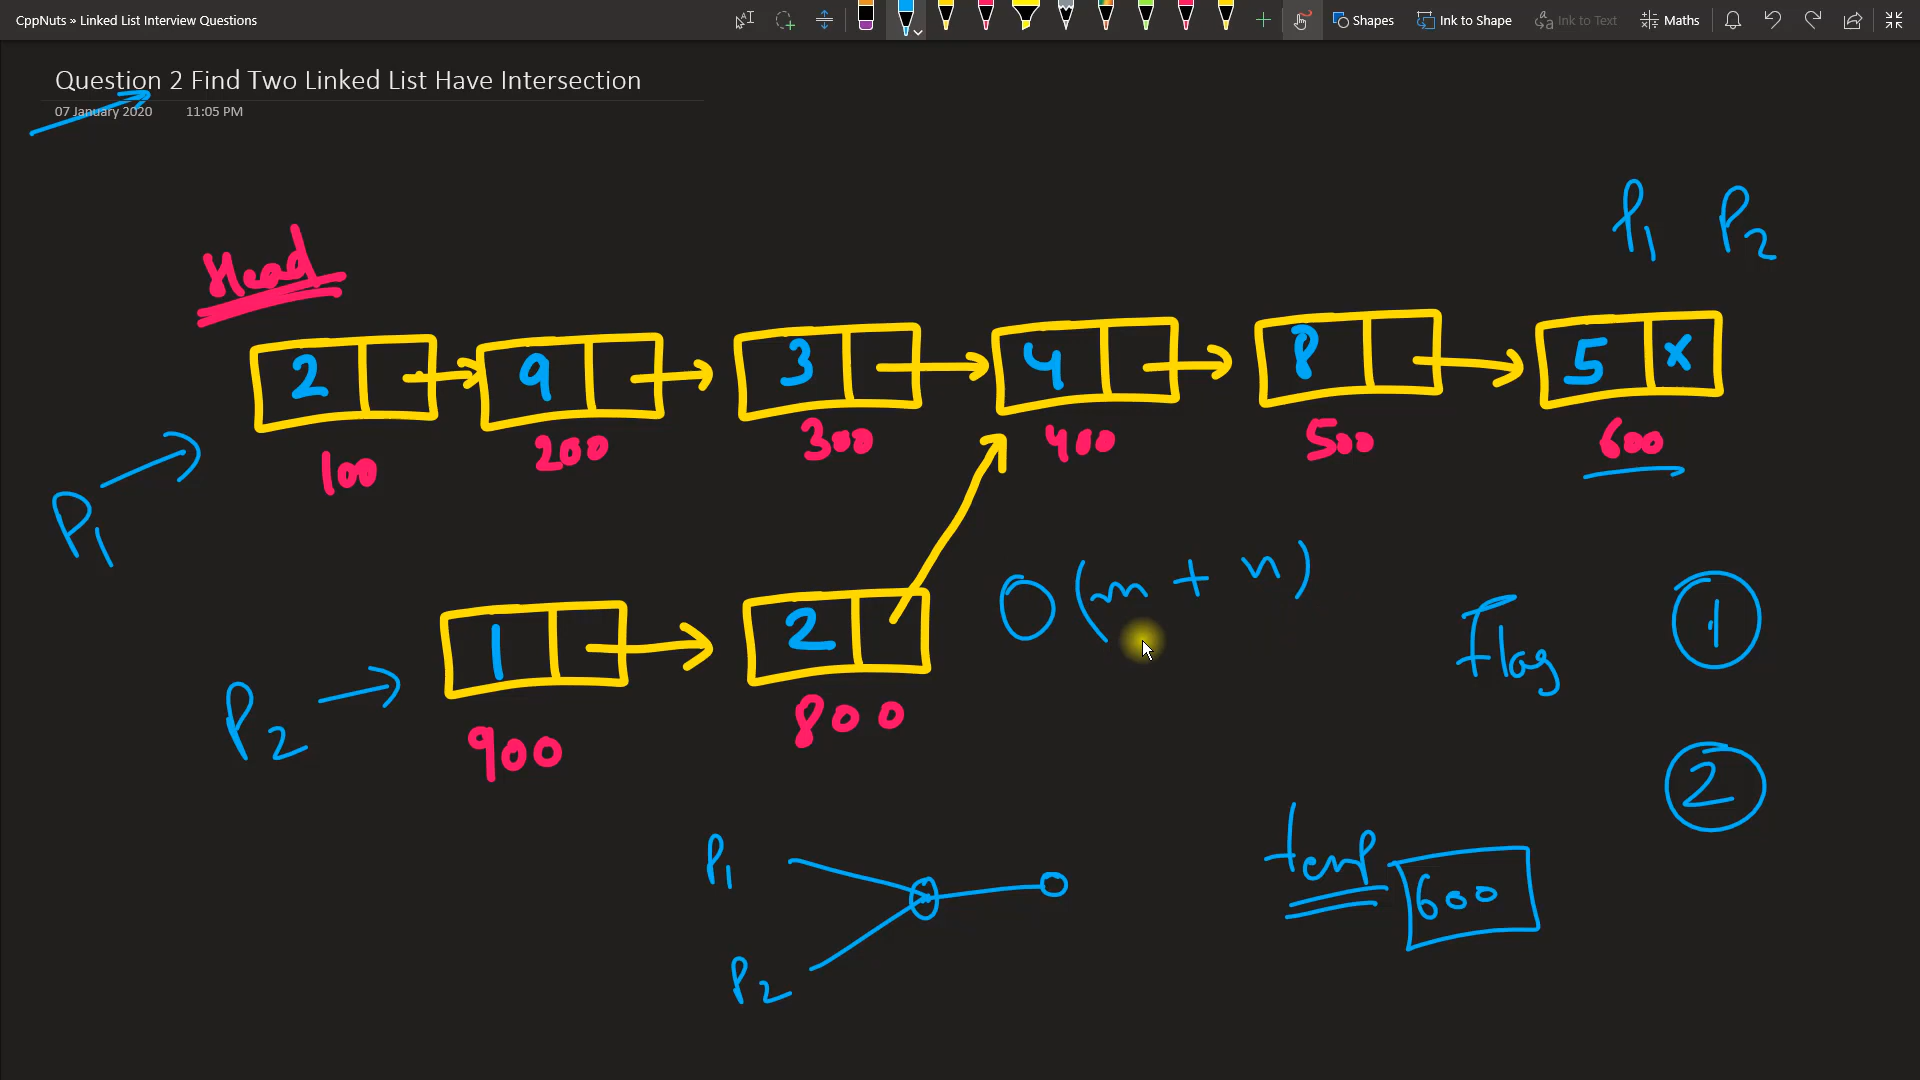 CppNuts » Linked List Interview Questions
Shapes Ink to Shape Ink to Text Maths
Question 2 Find Two Linked List Have Intersection
07 January 2020 11:05 PM
P1 P2
Head
2 9 3 4 8 5 X
100 200 300 400 500 600
P1
O(m + n)
1 2
Flag 1
P2
900 800
2
temp 600
P1
P2